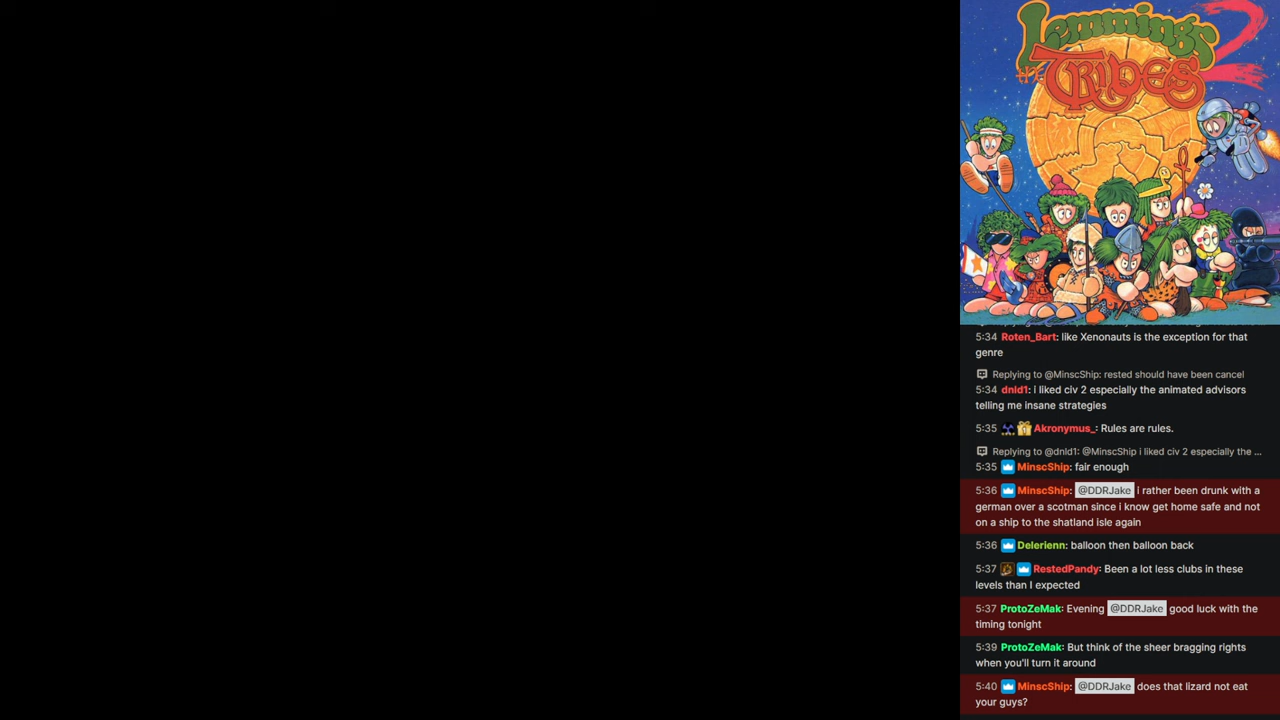 Lemmings 2
THE TRIBES
5:34 Roten_Bart: like Xenonauts is the exception for that
genre
Replying to @MinscShip: rested should have been cancel
5:34 dnld1: i liked civ 2 especially the animated advisors
telling me insane strategies
5:35 Akronymus_: Rules are rules.
Replying to @dnld1: @MinscShip i liked civ 2 especially the ...
5:35 MinscShip: fair enough
5:36 MinscShip: @DDRJake i rather been drunk with a
german over a scotman since i know get home safe and not
on a ship to the shatland isle again
5:36 Delerienn: balloon then balloon back
5:37 RestedPandy: Been a lot less clubs in these
levels than I expected
5:37 ProtoZeMak: Evening @DDRJake good luck with the
timing tonight
5:39 ProtoZeMak: But think of the sheer bragging rights
when you'll turn it around
5:40 MinscShip: @DDRJake does that lizard not eat
your guys?